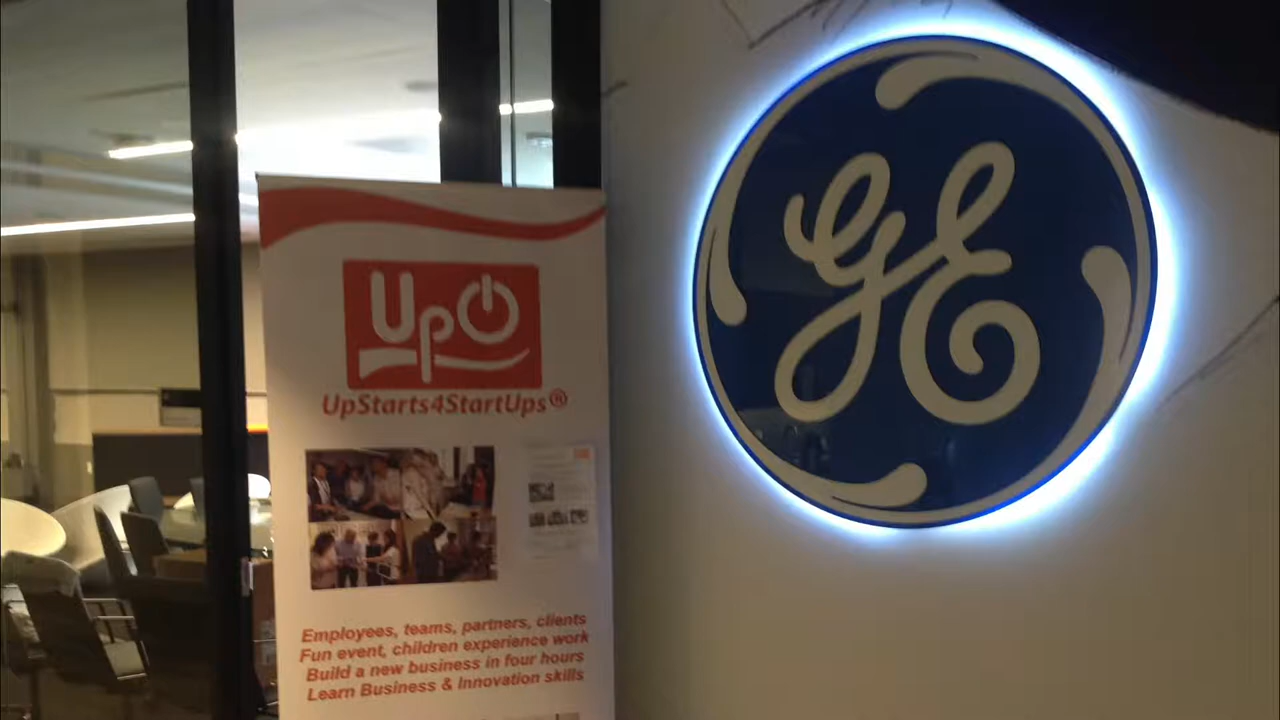 UpO
UpStarts4StartUps®
Employees, teams, partners, clients
Fun event, children experience work
Build a new business in four hours
Learn Business & Innovation skills
GE